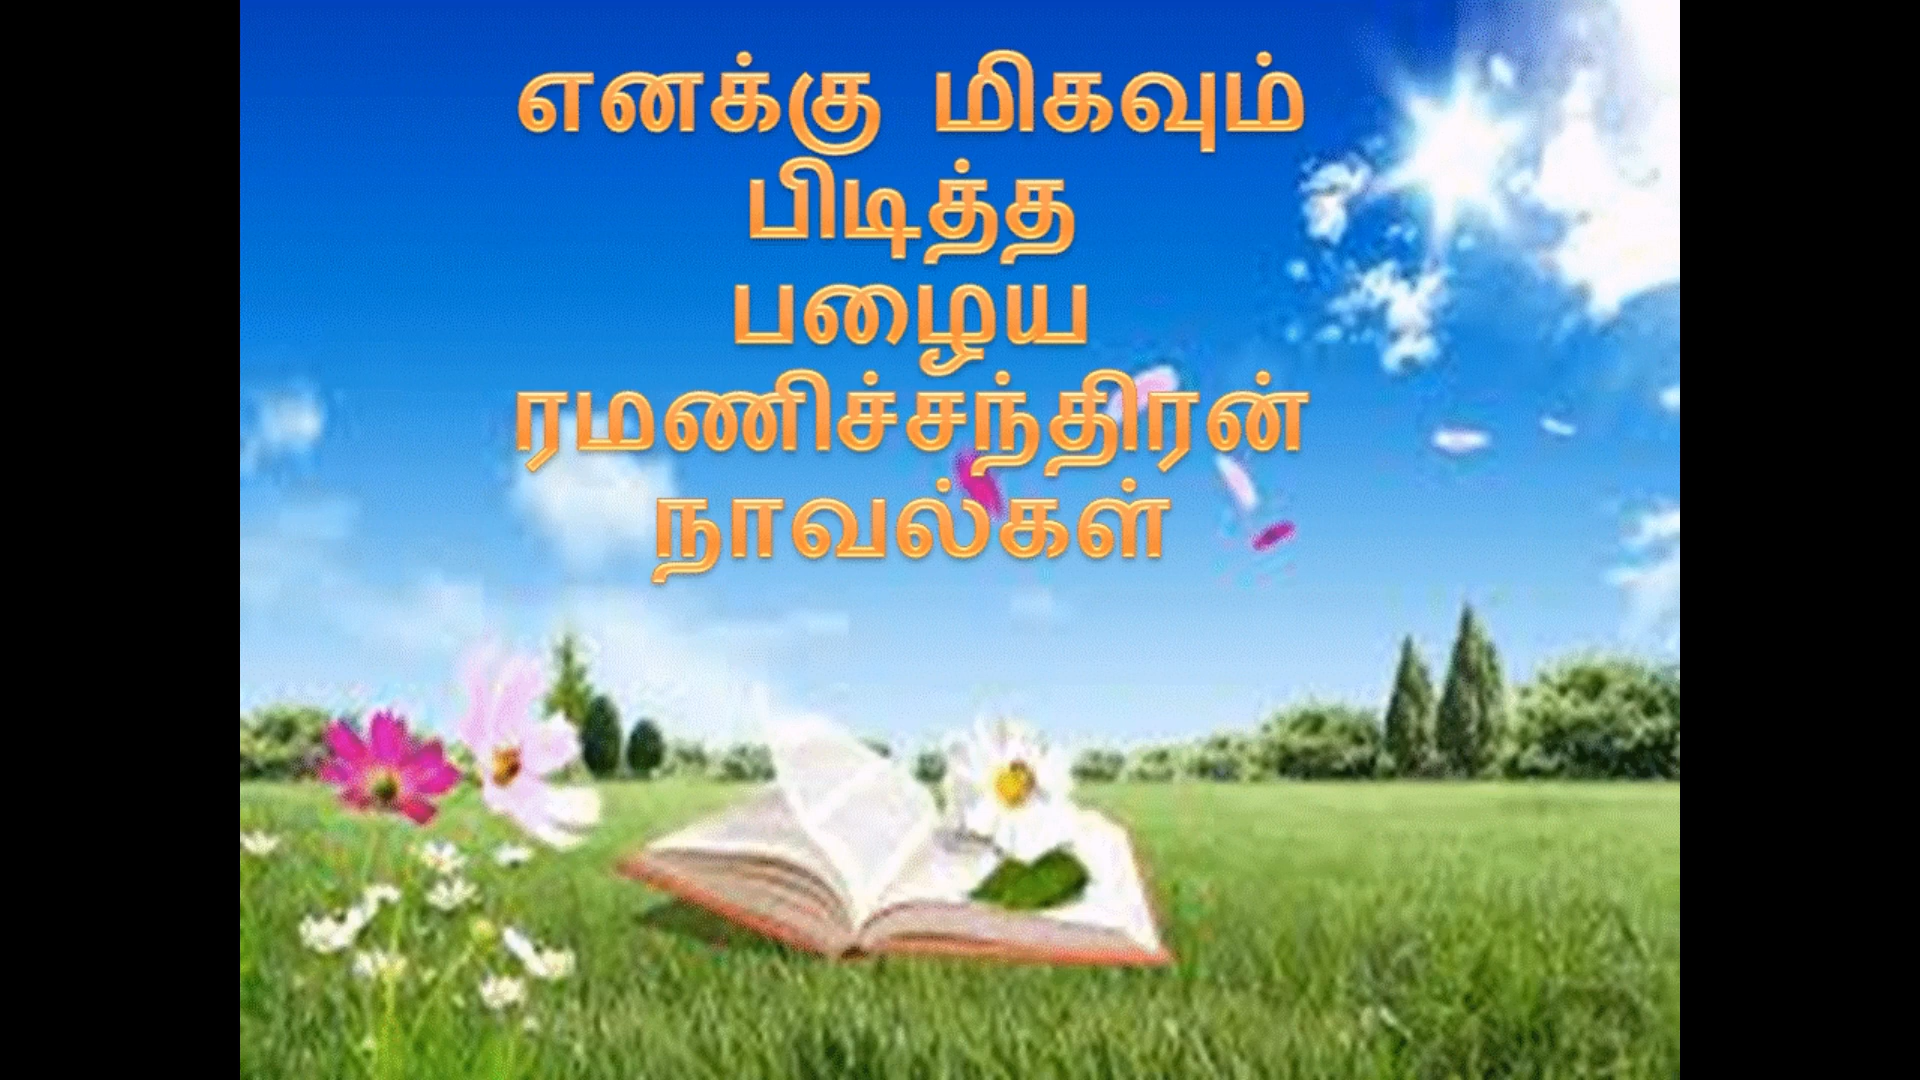 எனக்கு மிகவும்
பிடித்த
பழைய
ரமணிச்சந்திரன்
நாவல்கள்